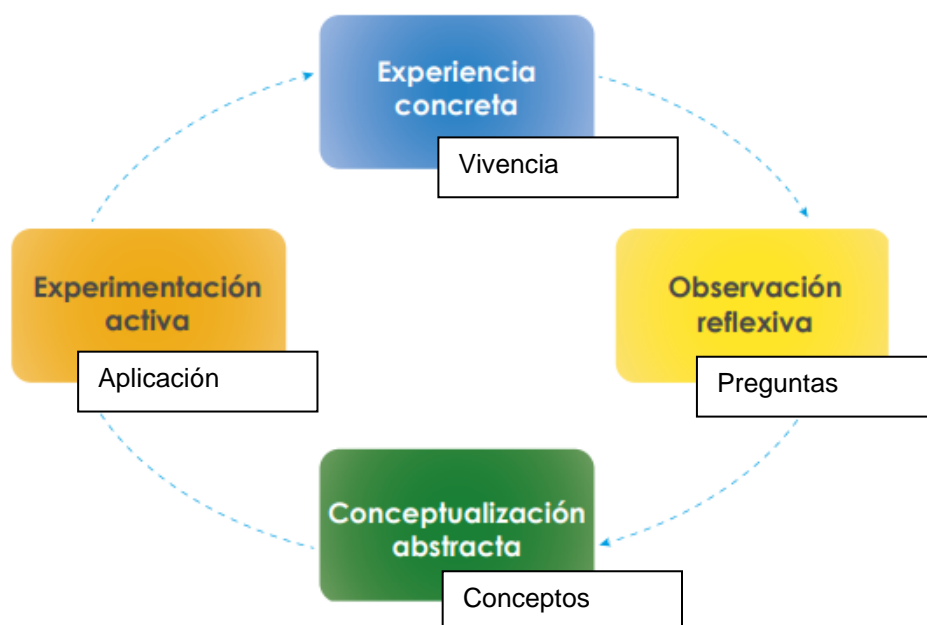 Experiencia
concreta
Vivencia
Observación
reflexiva
Preguntas
Conceptualización
abstracta
Conceptos
Experimentación
activa
Aplicación